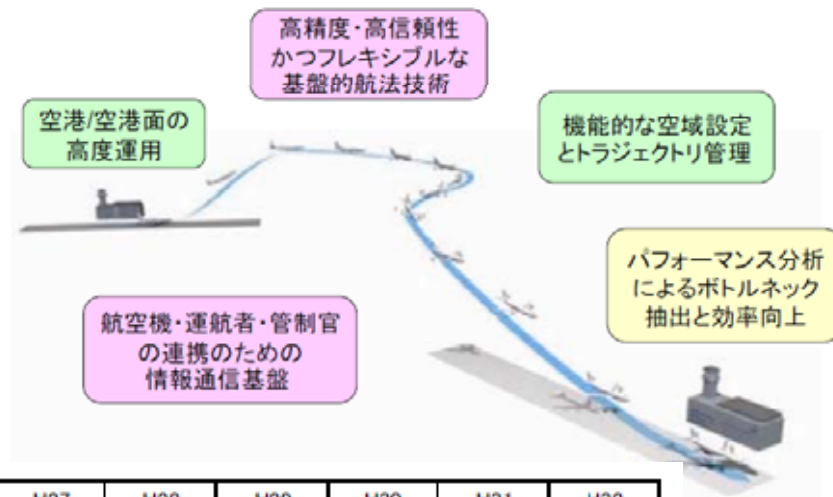 高精度・高信頼性
かつフレキシブルな
基盤的航法技術
空港/空港面の
高度運用
機能的な空域設定
とトラジェクトリ管理
パフォーマンス分析
によるボトルネック
抽出と効率向上
航空機・運航者・管制官
の連携のための
情報通信基盤